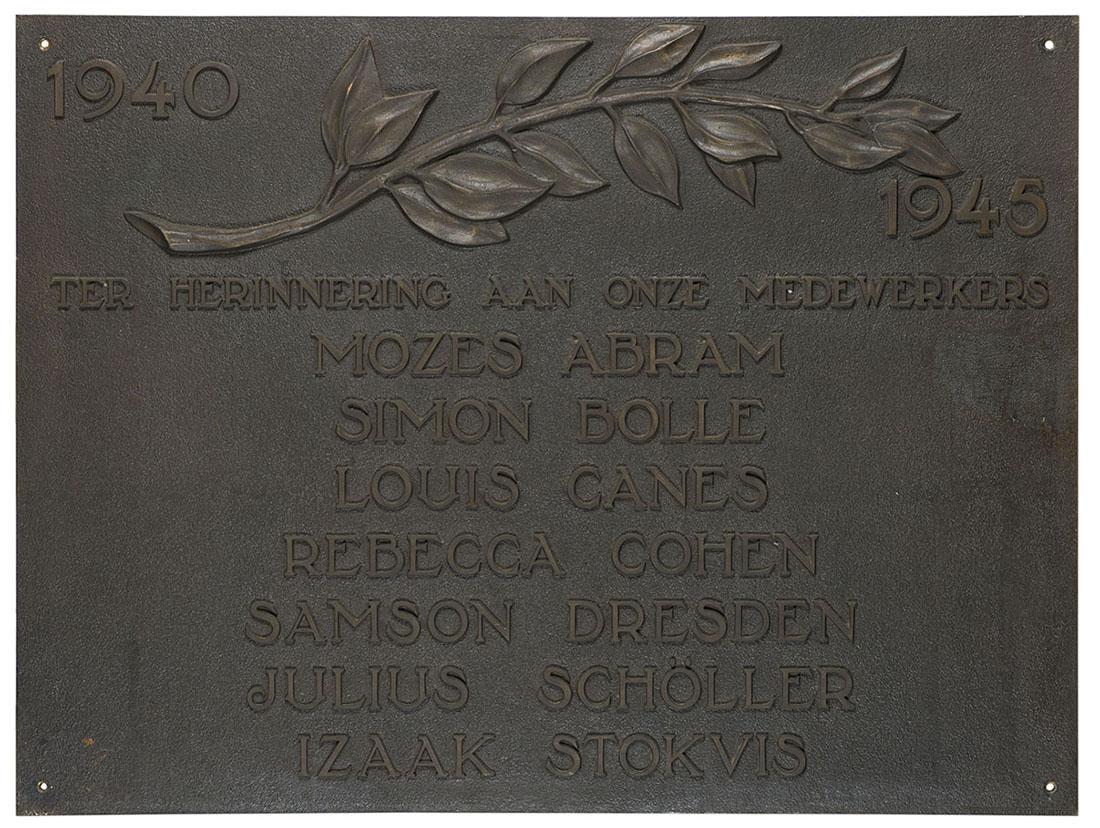 1940
1945
TER HERINNERING AAN ONZE MEDEWERKERS
MOZES ABRAM
SIMON BOLLE
LOUIS CANES
REBECCA COHEN
SAMSON DRESDEN
JULIUS SCHÖLLER
IZAAK STOKVIS